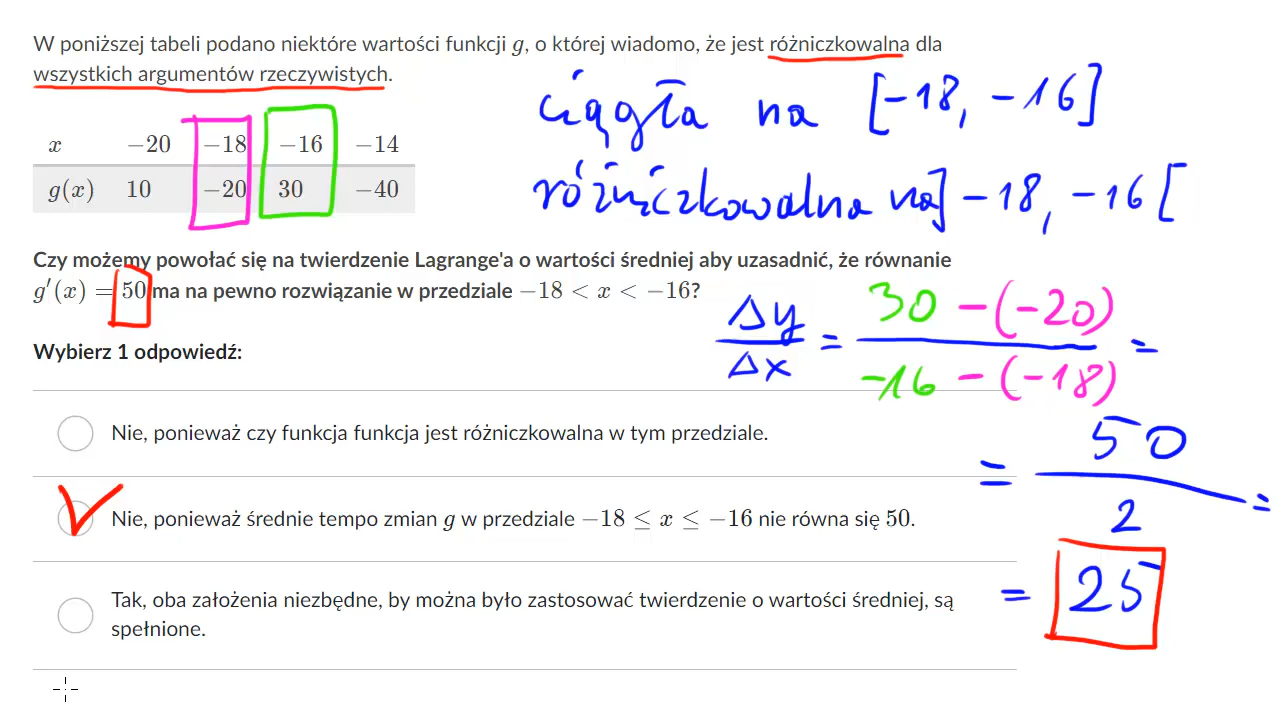 W poniższej tabeli podano niektóre wartości funkcji g, o której wiadomo, że jest różniczkowalna dla
wszystkich argumentów rzeczywistych.
x −20 −18 −16 −14
g(x) 10 −20 30 −40
ciągła na [-18, -16]
różniczkowalna na ]-18, -16[
Czy możemy powołać się na twierdzenie Lagrange'a o wartości średniej aby uzasadnić, że równanie
g′(x) = 50 ma na pewno rozwiązanie w przedziale −18 < x < −16?
Δy/Δx = (30 - (-20))/(-16 - (-18)) =
= 50/2 =
= 25
Wybierz 1 odpowiedź:
Nie, ponieważ czy funkcja funkcja jest różniczkowalna w tym przedziale.
Nie, ponieważ średnie tempo zmian g w przedziale −18 ≤ x ≤ −16 nie równa się 50.
Tak, oba założenia niezbędne, by można było zastosować twierdzenie o wartości średniej, są
spełnione.